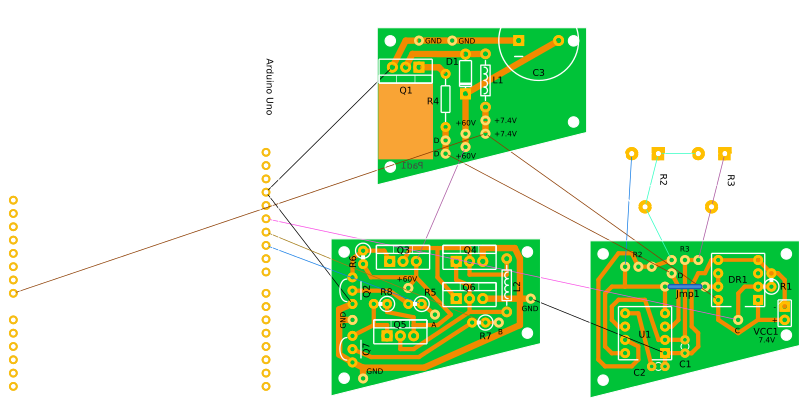 Arduino Uno
GND
GND
D1
L1
C3
Q1
R4
+60V
+7.4V
+7.4V
D
D
+60V
Pad1
R2
R3
Q3
Q4
R6
+60V
Q2
R8
R5
Q6
L2
GND
GND
Q5
A
R7
B
Q7
GND
R2
R3
D
DR1
R1
Jmp1
U1
C
+
VCC1
7.4V
C2
C1